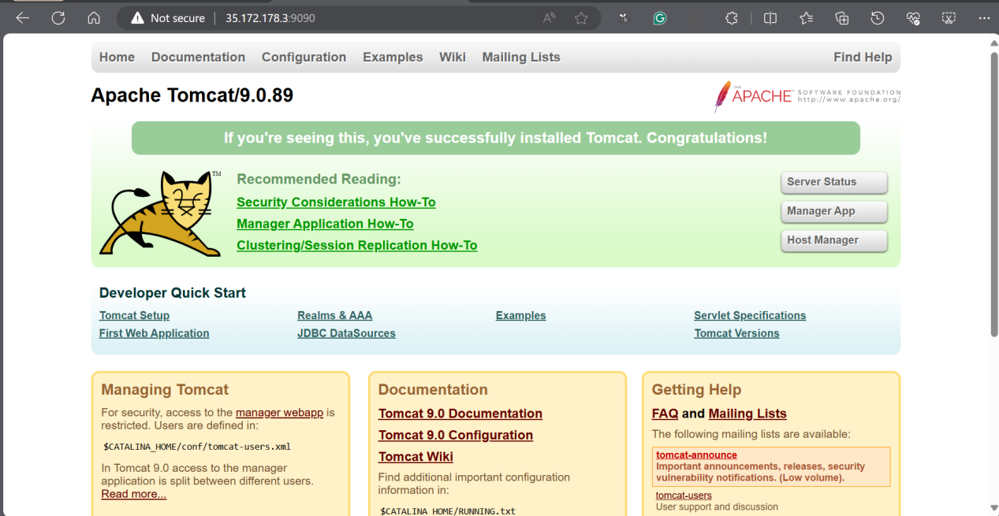 Not secure | 35.172.178.3:9090
Home Documentation Configuration Examples Wiki Mailing Lists Find Help
Apache Tomcat/9.0.89
THE APACHE SOFTWARE FOUNDATION
http://www.apache.org/
If you're seeing this, you've successfully installed Tomcat. Congratulations!
TM
Recommended Reading:
Security Considerations How-To
Manager Application How-To
Clustering/Session Replication How-To
Server Status
Manager App
Host Manager
Developer Quick Start
Tomcat Setup
First Web Application
Realms & AAA
JDBC DataSources
Examples
Servlet Specifications
Tomcat Versions
Managing Tomcat
For security, access to the manager webapp is
restricted. Users are defined in:
$CATALINA_HOME/conf/tomcat-users.xml
In Tomcat 9.0 access to the manager
application is split between different users.
Read more...
Documentation
Tomcat 9.0 Documentation
Tomcat 9.0 Configuration
Tomcat Wiki
Find additional important configuration
information in:
$CATALINA_HOME/RUNNING.txt
Getting Help
FAQ and Mailing Lists
The following mailing lists are available:
tomcat-announce
Important announcements, releases, security
vulnerability notifications. (Low volume).
tomcat-users
User support and discussion